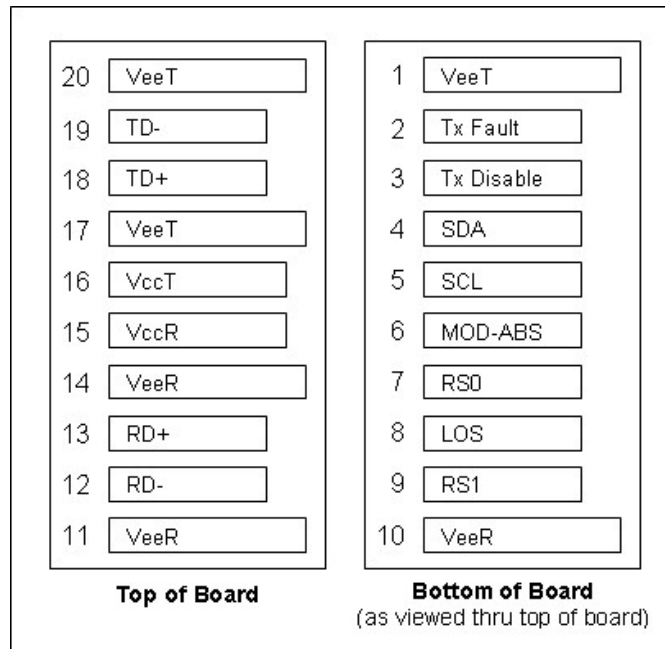 20 VeeT
19 TD-
18 TD+
17 VeeT
16 VccT
15 VccR
14 VeeR
13 RD+
12 RD-
11 VeeR
Top of Board
1 VeeT
2 Tx Fault
3 Tx Disable
4 SDA
5 SCL
6 MOD-ABS
7 RS0
8 LOS
9 RS1
10 VeeR
Bottom of Board
(as viewed thru top of board)